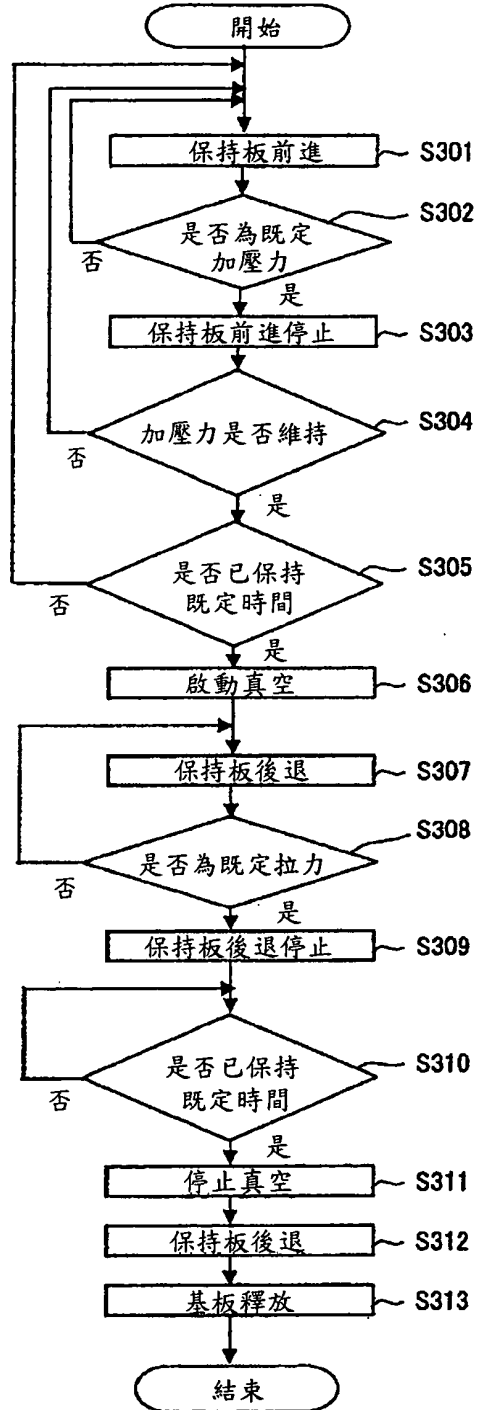 開始
保持板前進
S301
是否為既定
加壓力
S302
否
是
保持板前進停止
S303
加壓力是否維持
S304
否
是
是否已保持
既定時間
S305
否
是
啟動真空
S306
保持板後退
S307
是否為既定拉力
S308
否
是
保持板後退停止
S309
是否已保持
既定時間
S310
否
是
停止真空
S311
保持板後退
S312
基板釋放
S313
結束